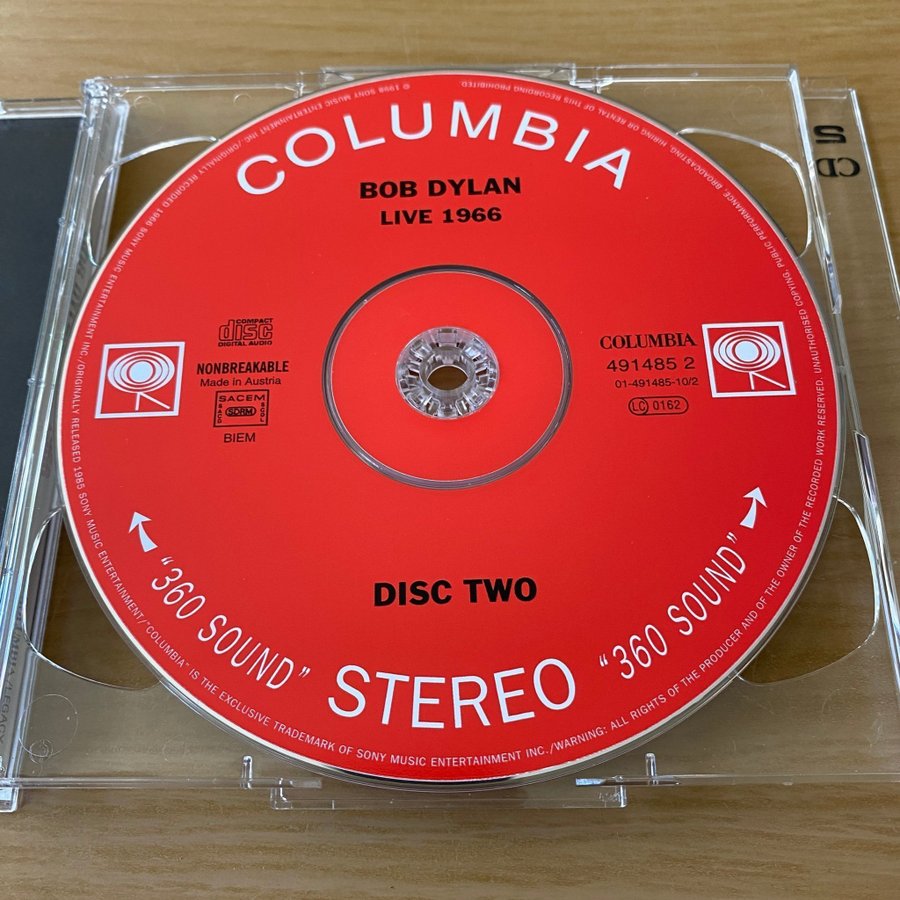 COLUMBIA
BOB DYLAN
LIVE 1966
COMPACT
disc
DIGITAL AUDIO
NONBREAKABLE
Made in Austria
SACEM
SACD
SDRM
SGDL
BIEM
COLUMBIA
491485 2
01-491485-10/2
LC 0162
DISC TWO
"360 SOUND"
STEREO
"360 SOUND"
© 1998 SONY MUSIC ENTERTAINMENT INC./ORIGINALLY RECORDED 1966 SONY MUSIC ENTERTAINMENT INC./ORIGINALLY RELEASED 1985 SONY MUSIC ENTERTAINMENT/"COLUMBIA" IS THE EXCLUSIVE TRADEMARK OF SONY MUSIC ENTERTAINMENT INC./WARNING: ALL RIGHTS OF THE PRODUCER AND OF THE OWNER OF THE RECORDED WORK RESERVED. UNAUTHORISED COPYING, PUBLIC PERFORMANCE, BROADCASTING, HIRING OR RENTAL OF THIS RECORDING PROHIBITED.
CD